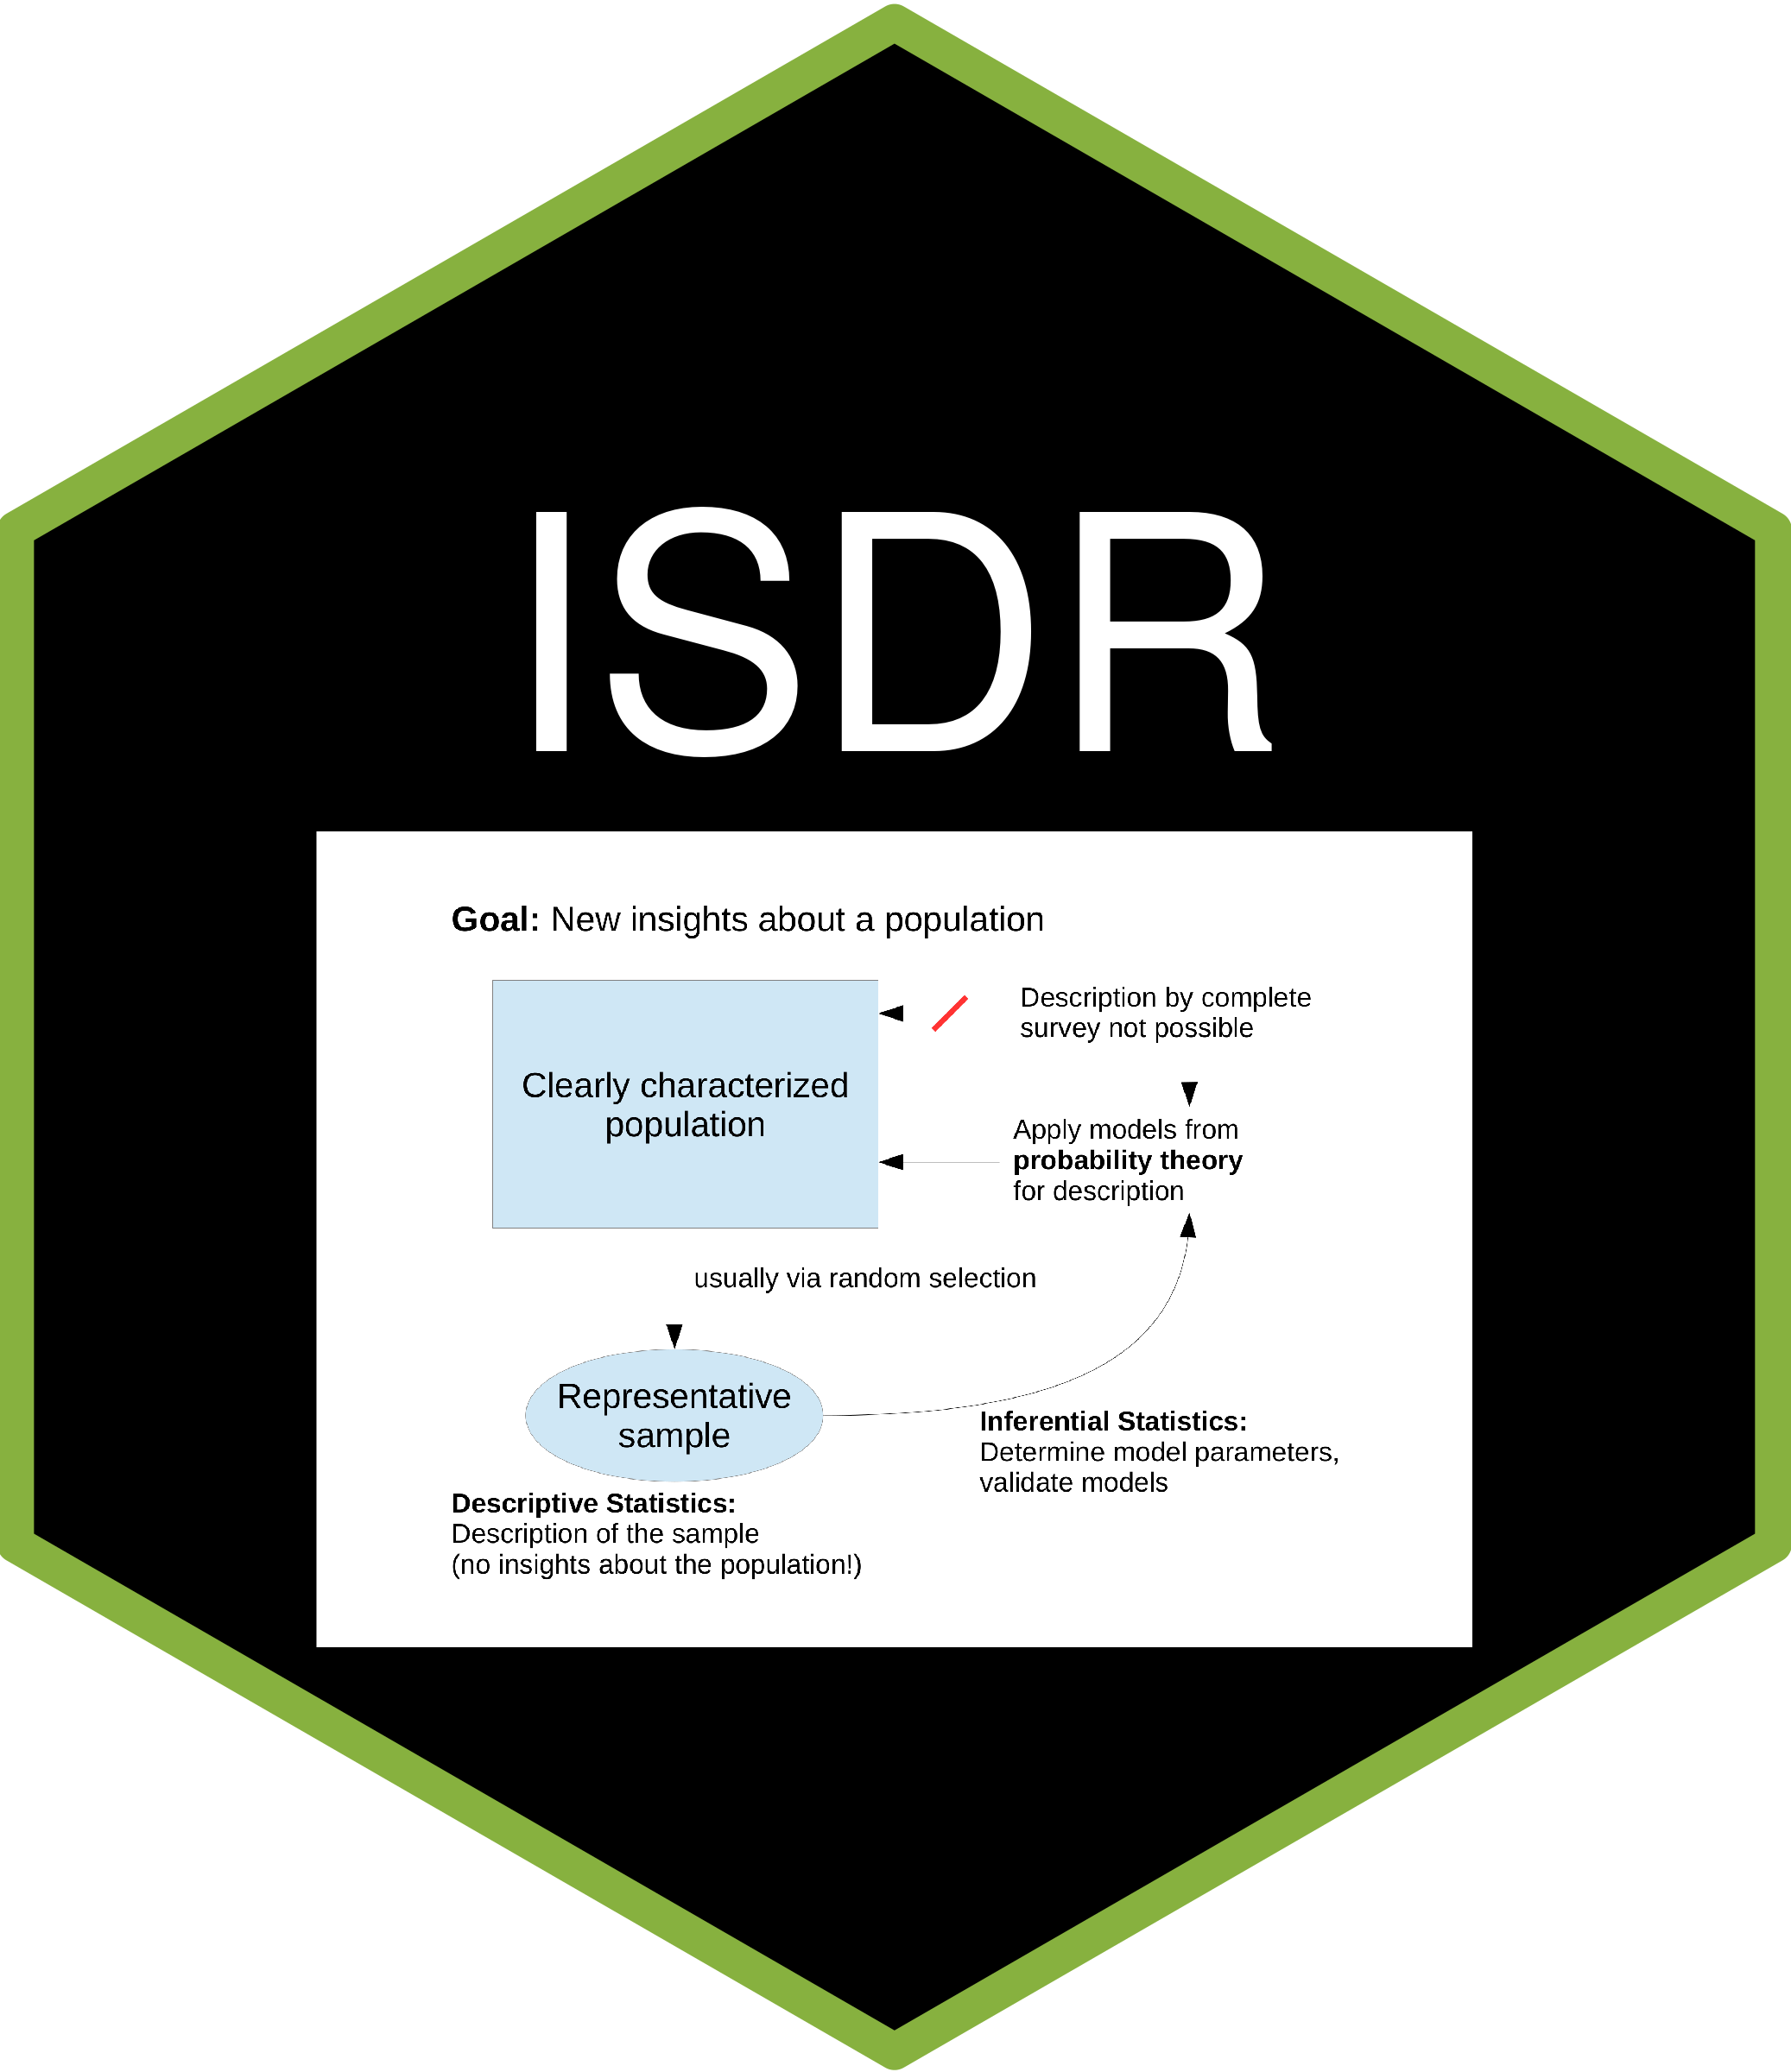 ISDR
Goal: New insights about a population
Clearly characterized
population
Description by complete
survey not possible
Apply models from
probability theory
for description
usually via random selection
Representative
sample
Inferential Statistics:
Determine model parameters,
validate models
Descriptive Statistics:
Description of the sample
(no insights about the population!)